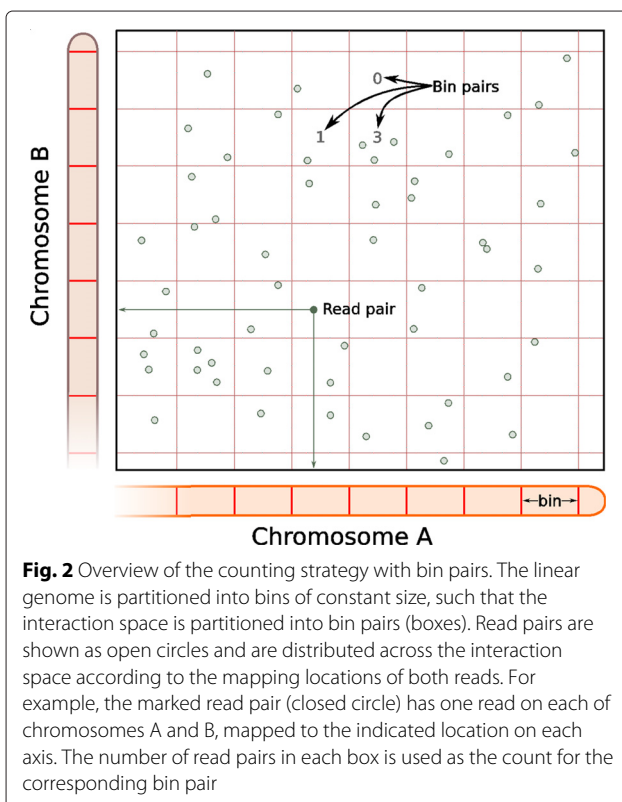 0
Bin pairs
1
3
Chromosome B
Read pair
bin
Chromosome A
Fig. 2 Overview of the counting strategy with bin pairs. The linear
genome is partitioned into bins of constant size, such that the
interaction space is partitioned into bin pairs (boxes). Read pairs are
shown as open circles and are distributed across the interaction
space according to the mapping locations of both reads. For
example, the marked read pair (closed circle) has one read on each of
chromosomes A and B, mapped to the indicated location on each
axis. The number of read pairs in each box is used as the count for the
corresponding bin pair